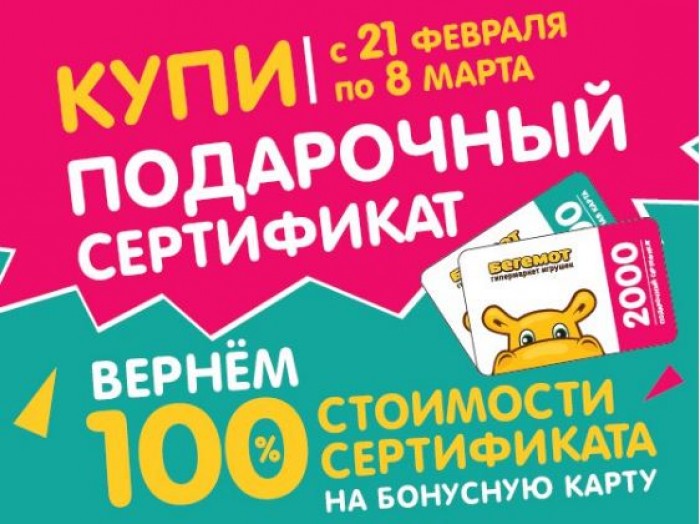 КУПИ
с 21 ФЕВРАЛЯ
по 8 МАРТА
ПОДАРОЧНЫЙ
СЕРТИФИКАТ
Бегемот
гипермаркет игрушек
2000
ВЕРНЁМ
100% СТОИМОСТИ
СЕРТИФИКАТА
НА БОНУСНУЮ КАРТУ